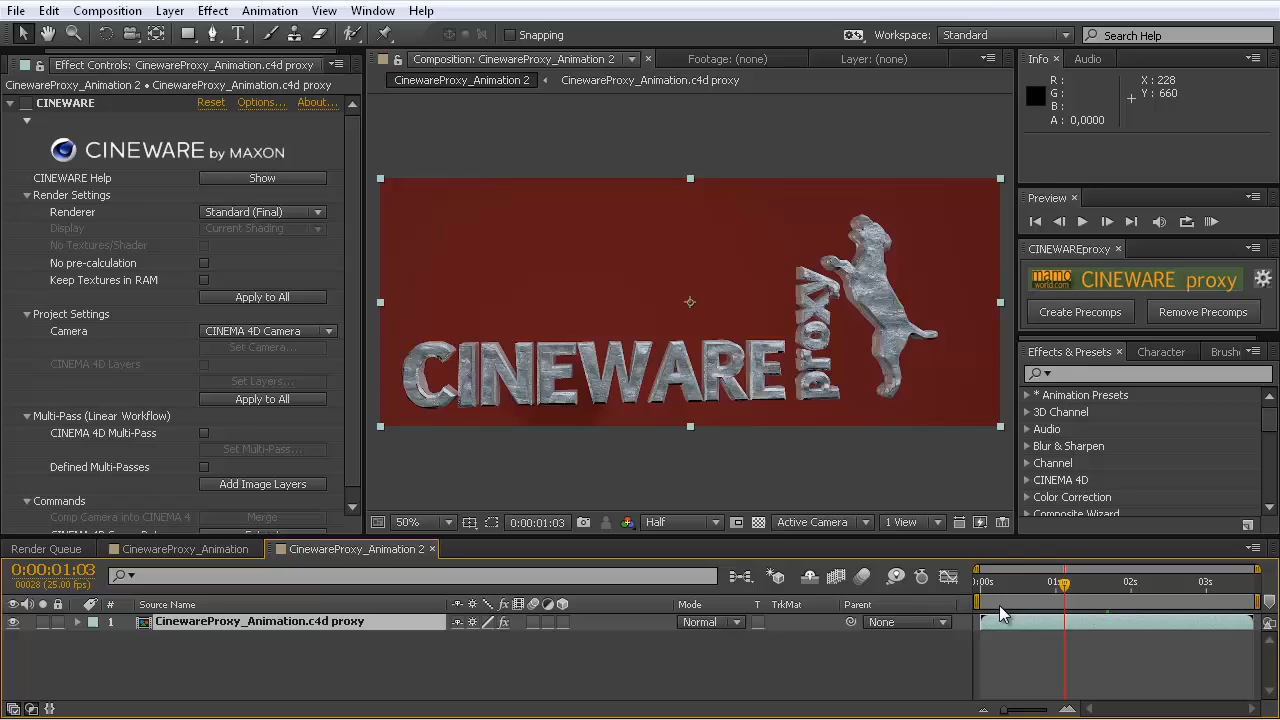 File Edit Composition Layer Effect Animation View Window Help
Snapping Workspace: Standard Search Help
Effect Controls: CinewareProxy_Animation.c4d proxy
CinewareProxy_Animation 2 • CinewareProxy_Animation.c4d proxy
CINEWARE Reset Options... About...
CINEWARE by MAXON
CINEWARE Help Show
Render Settings
Renderer Standard (Final)
Display Current Shading
No Textures/Shader
No pre-calculation
Keep Textures in RAM
Apply to All
Project Settings
Camera CINEMA 4D Camera
Set Camera...
CINEMA 4D Layers
Set Layers...
Apply to All
Multi-Pass (Linear Workflow)
CINEMA 4D Multi-Pass
Set Multi-Pass...
Defined Multi-Passes
Add Image Layers
Commands
Comp Camera into CINEMA 4 Merge
Composition: CinewareProxy_Animation 2 Footage: (none) Layer: (none)
CinewareProxy_Animation 2 CinewareProxy_Animation.c4d proxy
CINEWARE proxy
50% 0:00:01:03 Half Active Camera 1 View
Info Audio
R: X : 228
G: Y : 660
B:
A : 0,0000
Preview
CINEWAREproxy
mamo world.com CINEWARE proxy
Create Precomps Remove Precomps
Effects & Presets Character Brush
* Animation Presets
3D Channel
Audio
Blur & Sharpen
Channel
CINEMA 4D
Color Correction
Composite Wizard
Render Queue CinewareProxy_Animation CinewareProxy_Animation 2
0:00:01:03
00028 (25.00 fps)
# Source Name Mode T TrkMat Parent
1 CinewareProxy_Animation.c4d proxy Normal None
):00s 01: 02s 03s